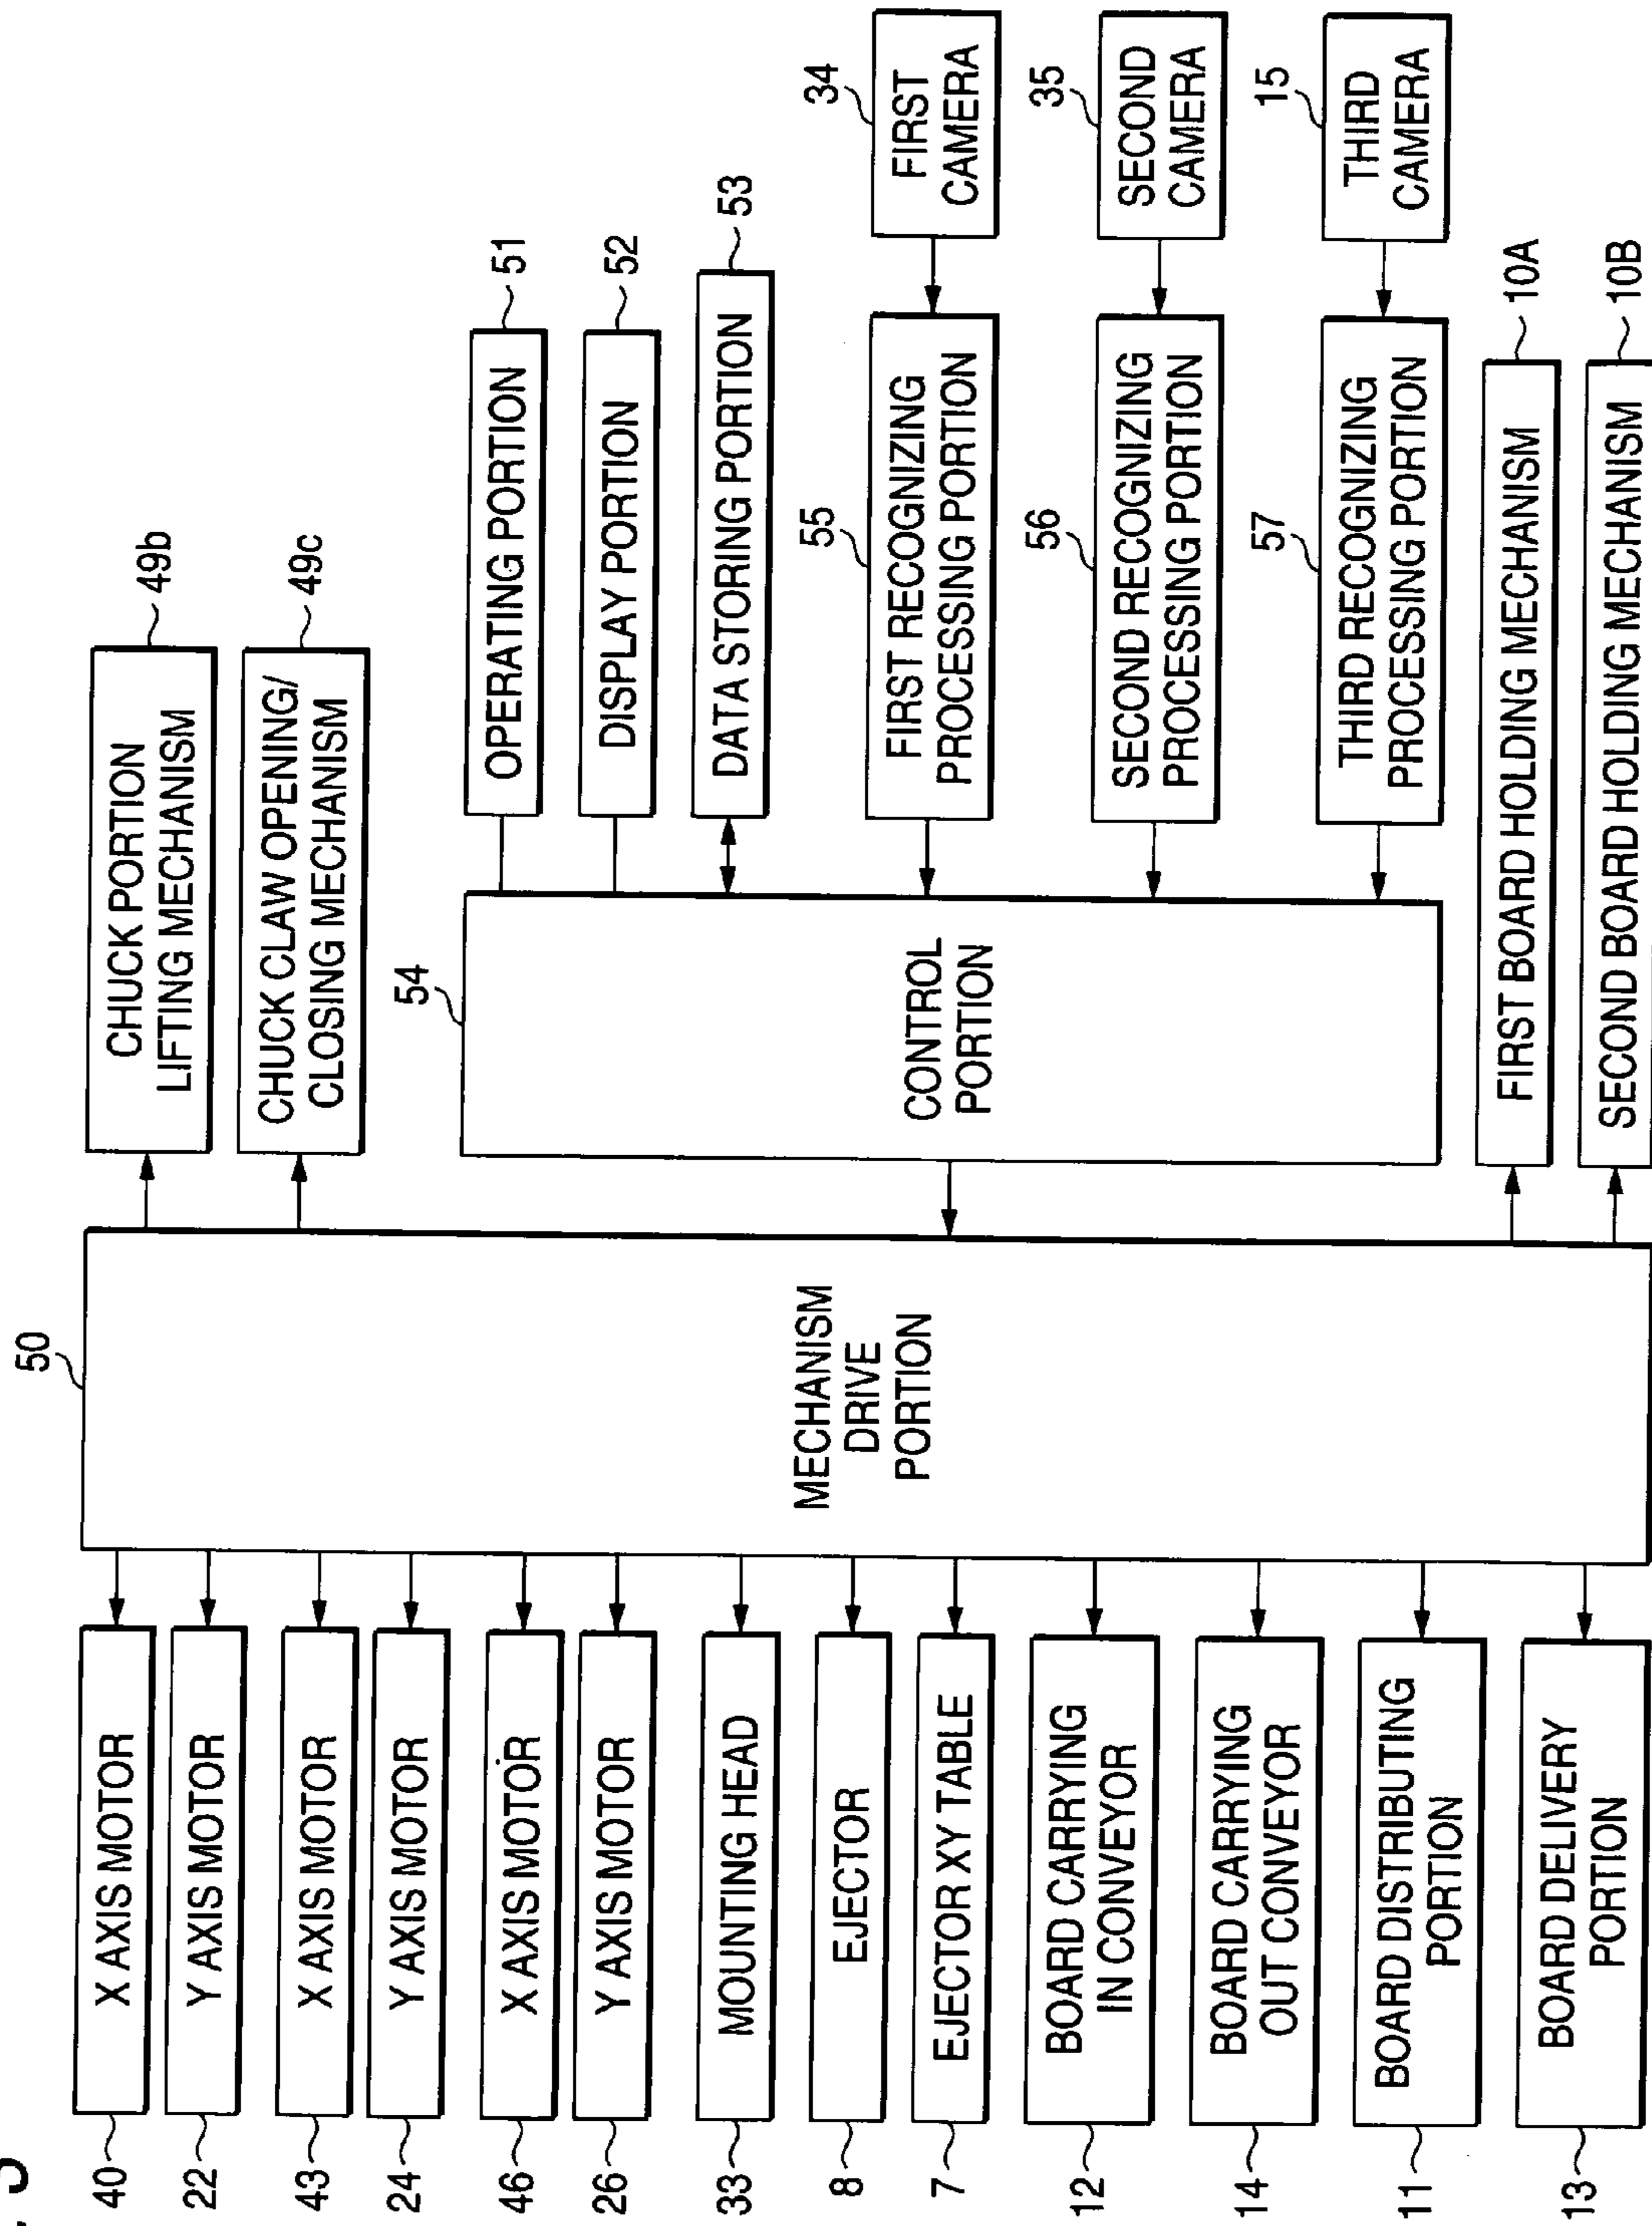 50
MECHANISM
DRIVE
PORTION
40
X AXIS MOTOR
22
Y AXIS MOTOR
43
X AXIS MOTOR
24
Y AXIS MOTOR
46
X AXIS MOTOR
26
Y AXIS MOTOR
33
MOUNTING HEAD
8
EJECTOR
7
EJECTOR XY TABLE
12
BOARD CARRYING
IN CONVEYOR
14
BOARD CARRYING
OUT CONVEYOR
11
BOARD DISTRIBUTING
PORTION
13
BOARD DELIVERY
PORTION
CHUCK PORTION
LIFTING MECHANISM
49b
CHUCK CLAW OPENING/
CLOSING MECHANISM
49c
54
CONTROL
PORTION
OPERATING PORTION
51
DISPLAY PORTION
52
DATA STORING PORTION
53
55
FIRST RECOGNIZING
PROCESSING PORTION
34
FIRST
CAMERA
56
SECOND RECOGNIZING
PROCESSING PORTION
35
SECOND
CAMERA
57
THIRD RECOGNIZING
PROCESSING PORTION
15
THIRD
CAMERA
FIRST BOARD HOLDING MECHANISM
10A
SECOND BOARD HOLDING MECHANISM
10B